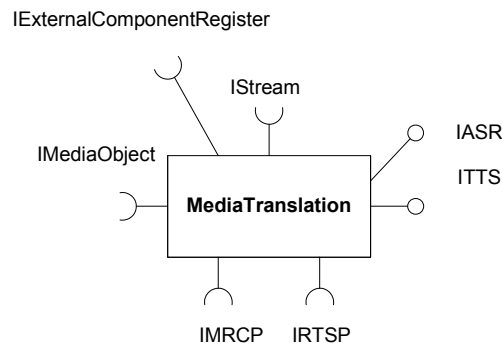 IExternalComponentRegister
IStream
IASR
IMediaObject
ITTS
MediaTranslation
IMRCP
IRTSP